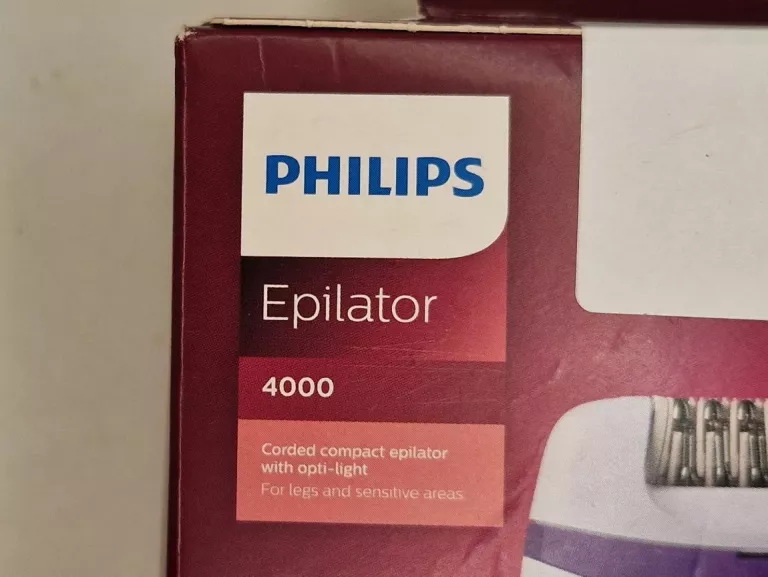 PHILIPS
Epilator
4000
Corded compact epilator
with opti-light
For legs and sensitive areas